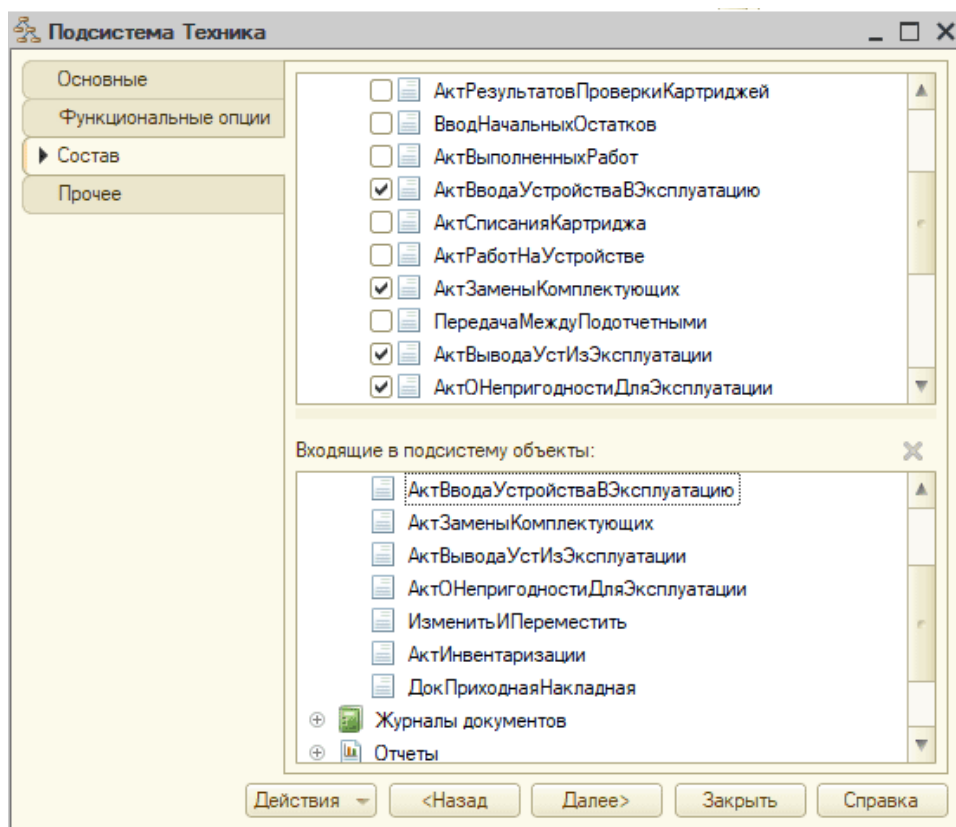 Подсистема Техника
Основные
Функциональные опции
Состав
Прочее
АктРезультатовПроверкиКартриджей
ВводНачальныхОстатков
АктВыполненныхРабот
АктВводаУстройстваВЭксплуатацию
АктСписанияКартриджа
АктРаботНаУстройстве
АктЗаменыКомплектующих
ПередачаМеждуПодотчетными
АктВыводаУстИзЭксплуатации
АктОНепригодностиДляЭксплуатации
Входящие в подсистему объекты:
АктВводаУстройстваВЭксплуатацию
АктЗаменыКомплектующих
АктВыводаУстИзЭксплуатации
АктОНепригодностиДляЭксплуатации
ИзменитьИПереместить
АктИнвентаризации
ДокПриходнаяНакладная
Журналы документов
Отчеты
Действия <Назад Далее> Закрыть Справка